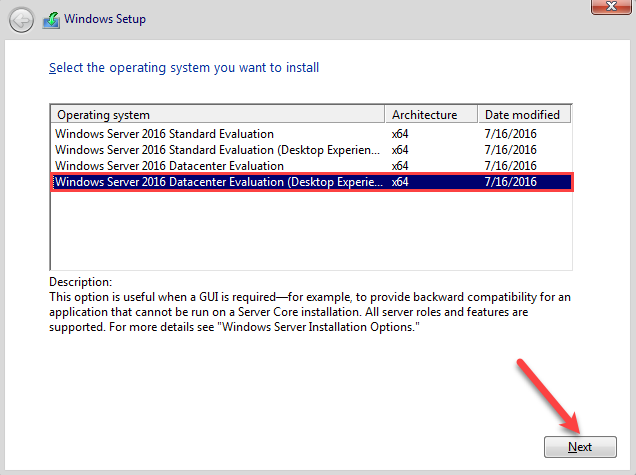 Windows Setup
Select the operating system you want to install
Operating system Architecture Date modified
Windows Server 2016 Standard Evaluation x64 7/16/2016
Windows Server 2016 Standard Evaluation (Desktop Experien... x64 7/16/2016
Windows Server 2016 Datacenter Evaluation x64 7/16/2016
Windows Server 2016 Datacenter Evaluation (Desktop Experie... x64 7/16/2016
Description:
This option is useful when a GUI is required—for example, to provide backward compatibility for an
application that cannot be run on a Server Core installation. All server roles and features are
supported. For more details see "Windows Server Installation Options."
Next